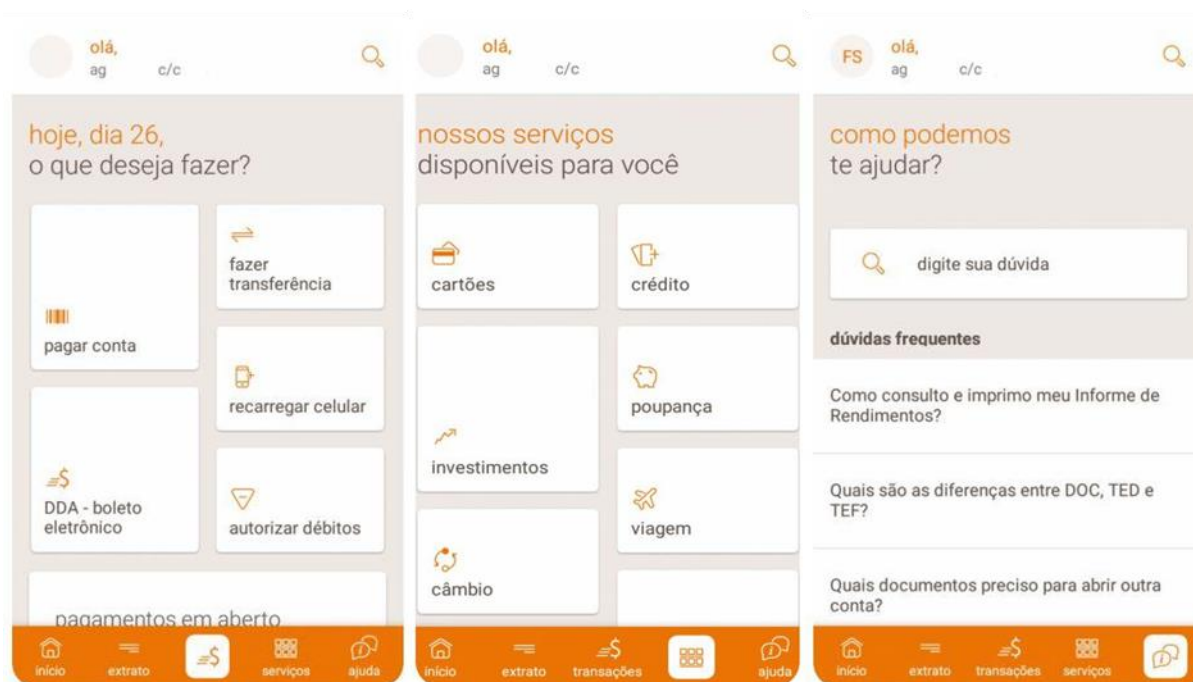 olá,
ag c/c
hoje, dia 26,
o que deseja fazer?
pagar conta
fazer
transferência
recarregar celular
DDA - boleto
eletrônico
autorizar débitos
pagamentos em aberto
início
extrato
serviços
ajuda
olá,
ag c/c
nossos serviços
disponíveis para você
cartões
crédito
poupança
investimentos
viagem
câmbio
início
extrato
transações
ajuda
FS
olá,
ag c/c
como podemos
te ajudar?
digite sua dúvida
dúvidas frequentes
Como consulto e imprimo meu Informe de
Rendimentos?
Quais são as diferenças entre DOC, TED e
TEF?
Quais documentos preciso para abrir outra
conta?
início
extrato
transações
serviços